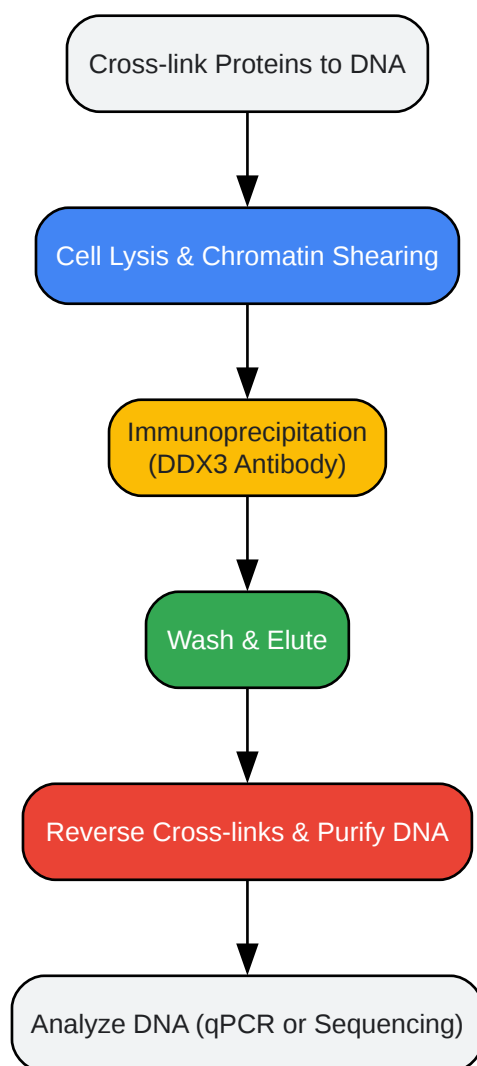 Cross-link Proteins to DNA
Cell Lysis & Chromatin Shearing
Immunoprecipitation
(DDX3 Antibody)
Wash & Elute
Reverse Cross-links & Purify DNA
Analyze DNA (qPCR or Sequencing)